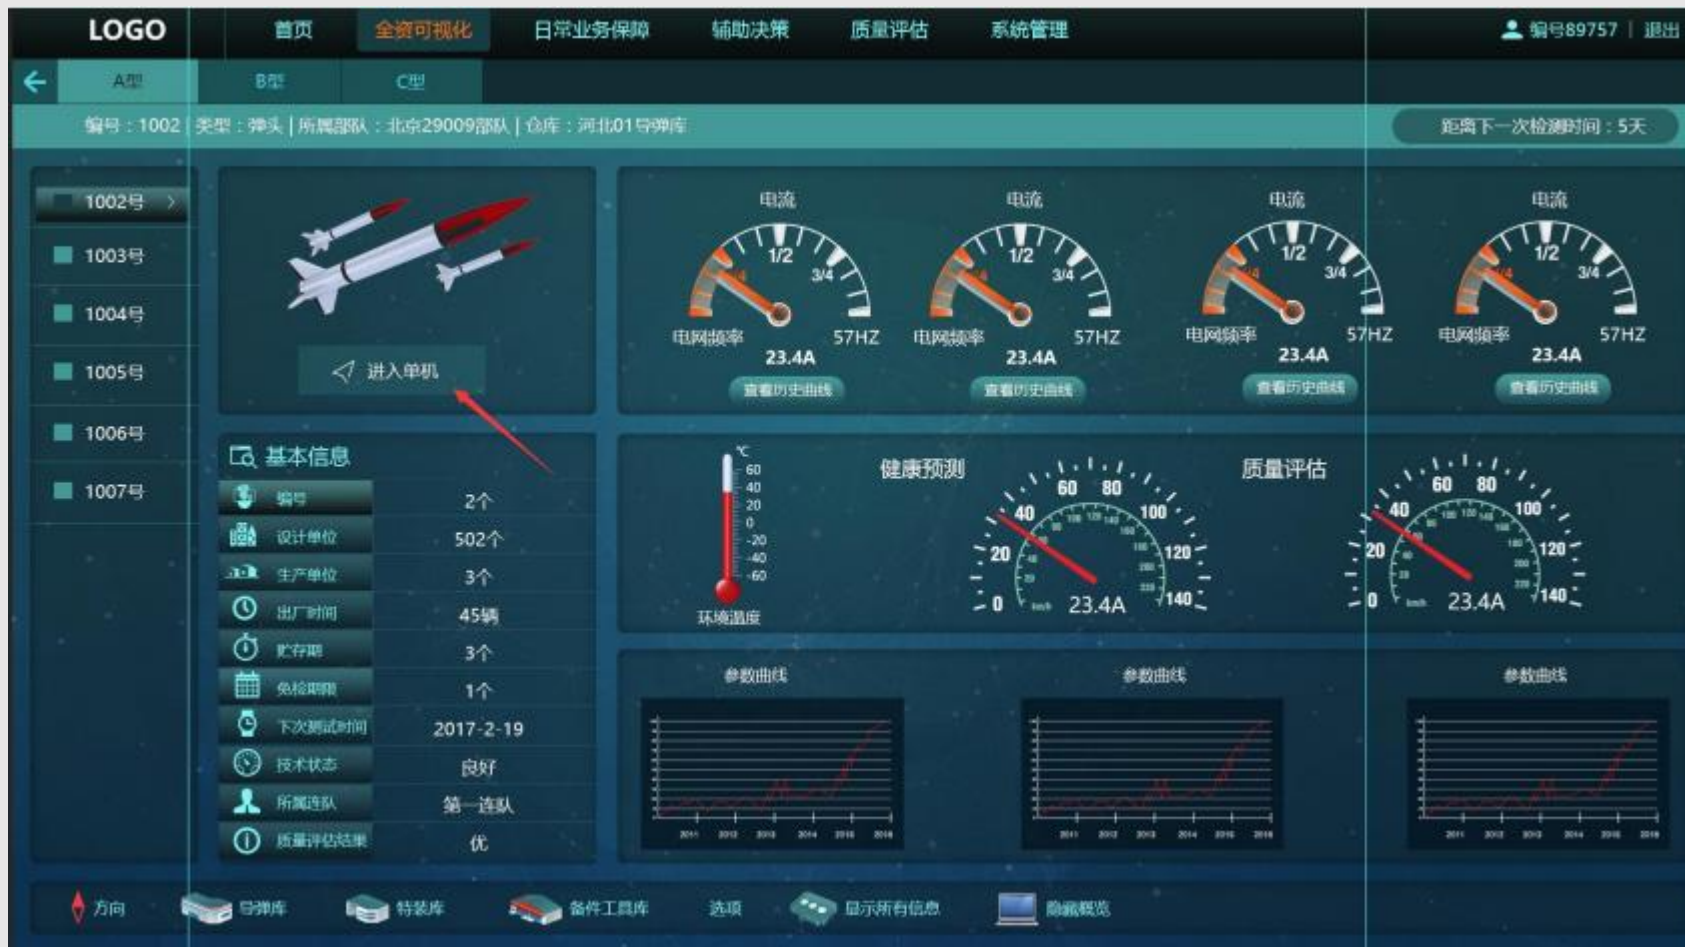 LOGO 首页 全资可视化 日常业务保障 辅助决策 质量评估 系统管理 编号89757 | 退出
A型 B型 C型
编号：1002 | 类型：弹头 | 所属部队：北京29009部队 | 仓库：河北01导弹库 距离下一次检测时间：5天
1002号 >
1003号
1004号
1005号
1006号
1007号
进入单机
基本信息
编号 2个
设计单位 502个
生产单位 3个
出厂时间 45辆
贮存期 3个
免检期限 1个
下次测试时间 2017-2-19
技术状态 良好
所属连队 第一连队
质量评估结果 优
电流 电流 电流 电流
1/2 3/4 1/2 3/4 1/2 3/4 1/2 3/4
电网频率 57HZ 电网频率 57HZ 电网频率 57HZ 电网频率 57HZ
23.4A 23.4A 23.4A 23.4A
查看历史曲线 查看历史曲线 查看历史曲线 查看历史曲线
℃
60
40
20
0
-20
-40
-60
环境温度
健康预测
0 20 40 60 80 100 120 140
23.4A
质量评估
0 20 40 60 80 100 120 140
23.4A
参数曲线 参数曲线 参数曲线
方向 导弹库 特装库 备件工具库 选项 显示所有信息 隐藏概览